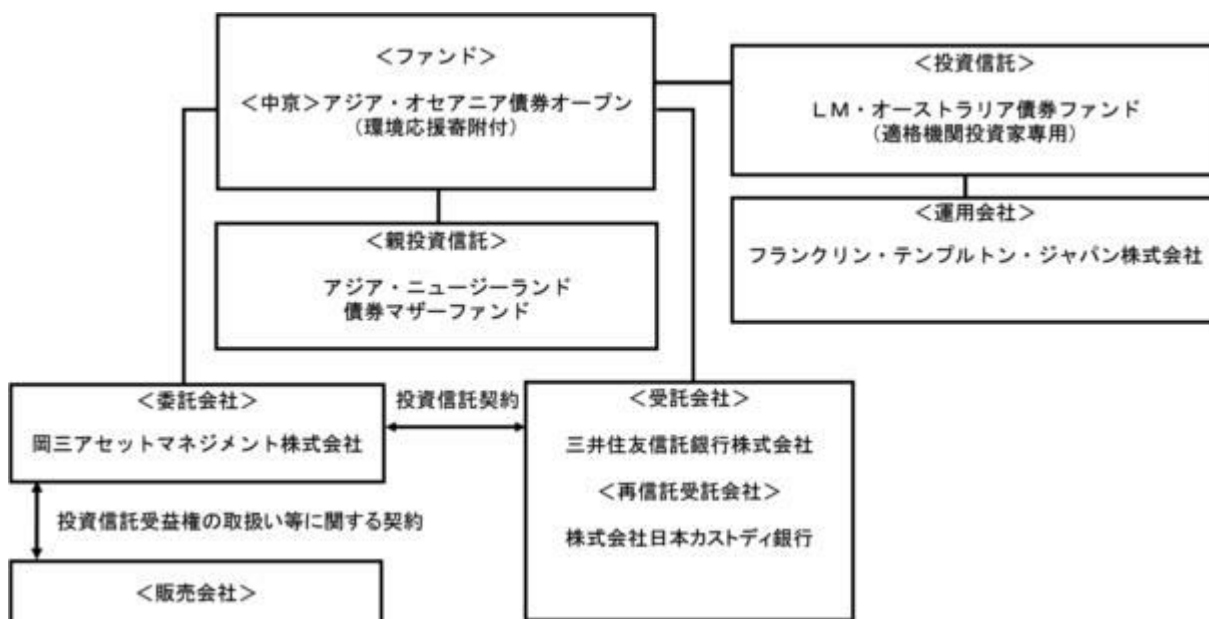 ＜ファンド＞
＜中京＞アジア・オセアニア債券オープン
（環境応援寄附付）
＜投資信託＞
ＬＭ・オーストラリア債券ファンド
（適格機関投資家専用）
＜運用会社＞
フランクリン・テンプルトン・ジャパン株式会社
＜親投資信託＞
アジア・ニュージーランド
債券マザーファンド
＜委託会社＞
岡三アセットマネジメント株式会社
投資信託契約
＜受託会社＞
三井住友信託銀行株式会社
＜再信託受託会社＞
株式会社日本カストディ銀行
投資信託受益権の取扱い等に関する契約
＜販売会社＞